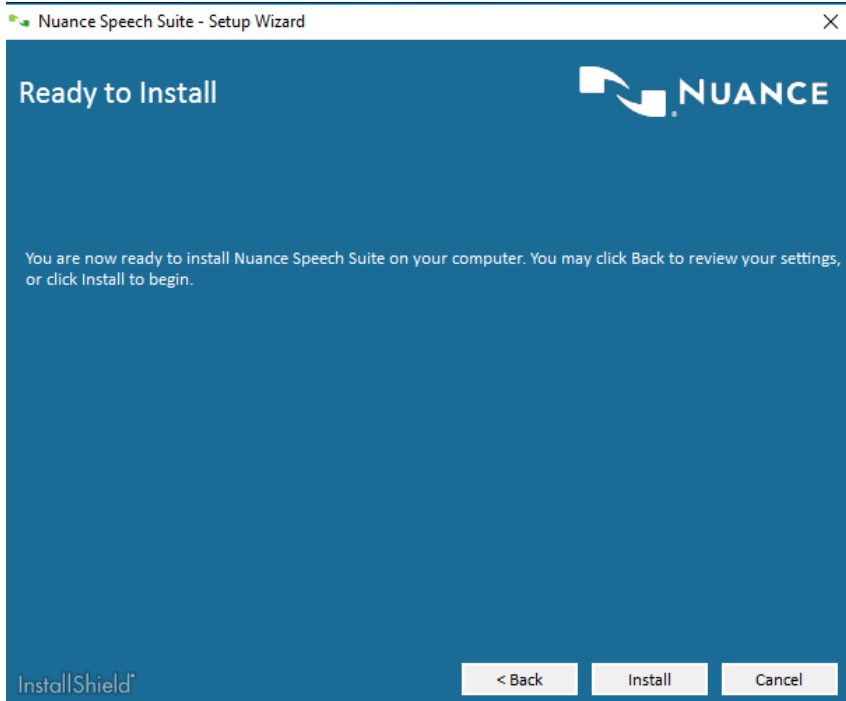 Nuance Speech Suite - Setup Wizard
Ready to Install
NUANCE
You are now ready to install Nuance Speech Suite on your computer. You may click Back to review your settings,
or click Install to begin.
InstallShield
< Back
Install
Cancel